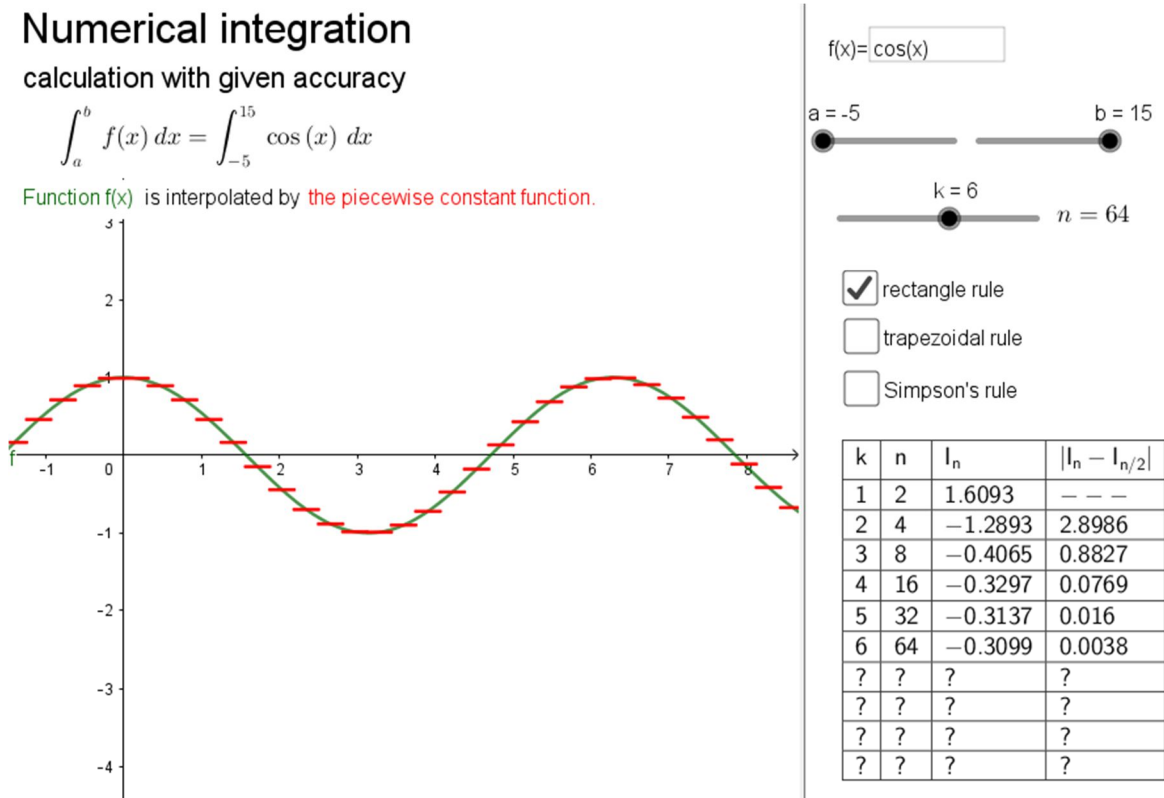 Numerical integration
calculation with given accuracy
∫_a^b f(x) dx = ∫_{-5}^{15} cos (x) dx
Function f(x) is interpolated by the piecewise constant function.
3
2
1
-1
-2
-3
-4
f
-1 0 1 2 3 4 5 6 7 8
f(x)= cos(x)
a = -5 b = 15
k = 6
n = 64
rectangle rule
trapezoidal rule
Simpson's rule
k n I_n |I_n − I_{n/2}|
1 2 1.6093 − − −
2 4 −1.2893 2.8986
3 8 −0.4065 0.8827
4 16 −0.3297 0.0769
5 32 −0.3137 0.016
6 64 −0.3099 0.0038
? ? ? ?
? ? ? ?
? ? ? ?
? ? ? ?